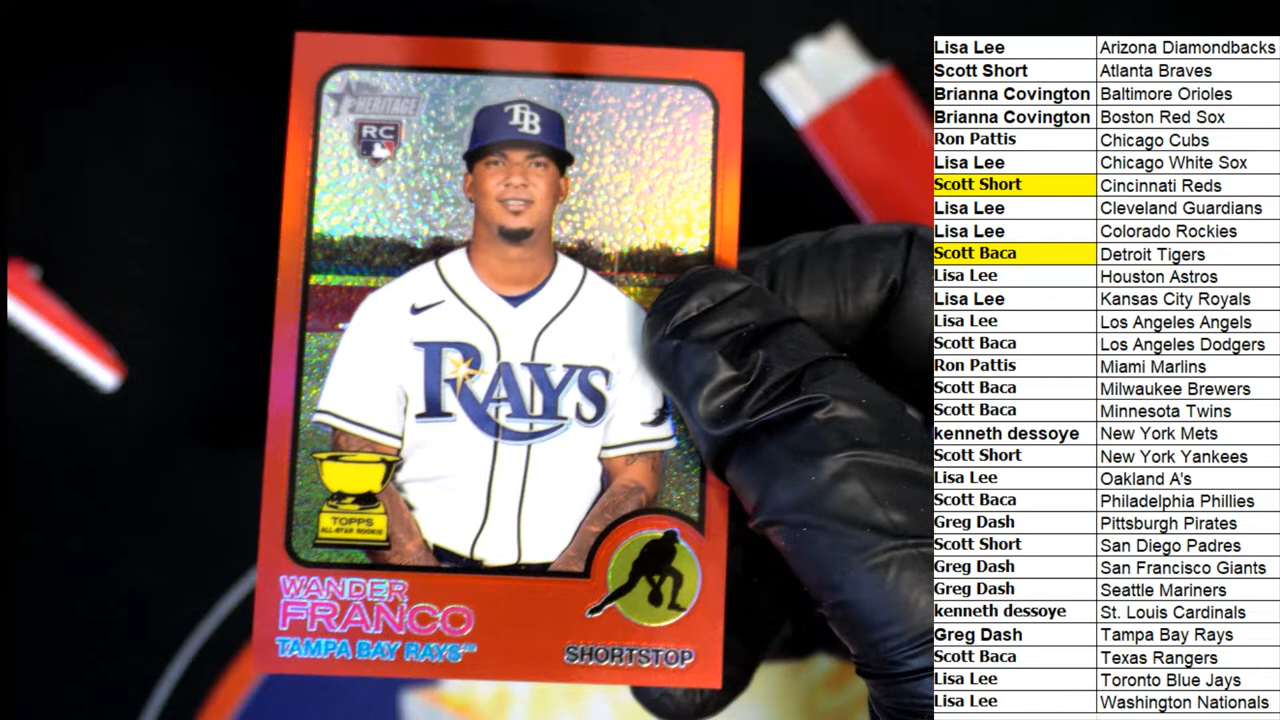 HERITAGE
RC
TB
RAYS
TOPPS
ALL-STAR ROOKIE
WANDER
FRANCO
TAMPA BAY RAYS
SHORTSTOP
Lisa Lee Arizona Diamondbacks
Scott Short Atlanta Braves
Brianna Covington Baltimore Orioles
Brianna Covington Boston Red Sox
Ron Pattis Chicago Cubs
Lisa Lee Chicago White Sox
Scott Short Cincinnati Reds
Lisa Lee Cleveland Guardians
Lisa Lee Colorado Rockies
Scott Baca Detroit Tigers
Lisa Lee Houston Astros
Lisa Lee Kansas City Royals
Lisa Lee Los Angeles Angels
Scott Baca Los Angeles Dodgers
Ron Pattis Miami Marlins
Scott Baca Milwaukee Brewers
Scott Baca Minnesota Twins
kenneth dessoye New York Mets
Scott Short New York Yankees
Lisa Lee Oakland A's
Scott Baca Philadelphia Phillies
Greg Dash Pittsburgh Pirates
Scott Short San Diego Padres
Greg Dash San Francisco Giants
Greg Dash Seattle Mariners
kenneth dessoye St. Louis Cardinals
Greg Dash Tampa Bay Rays
Scott Baca Texas Rangers
Lisa Lee Toronto Blue Jays
Lisa Lee Washington Nationals